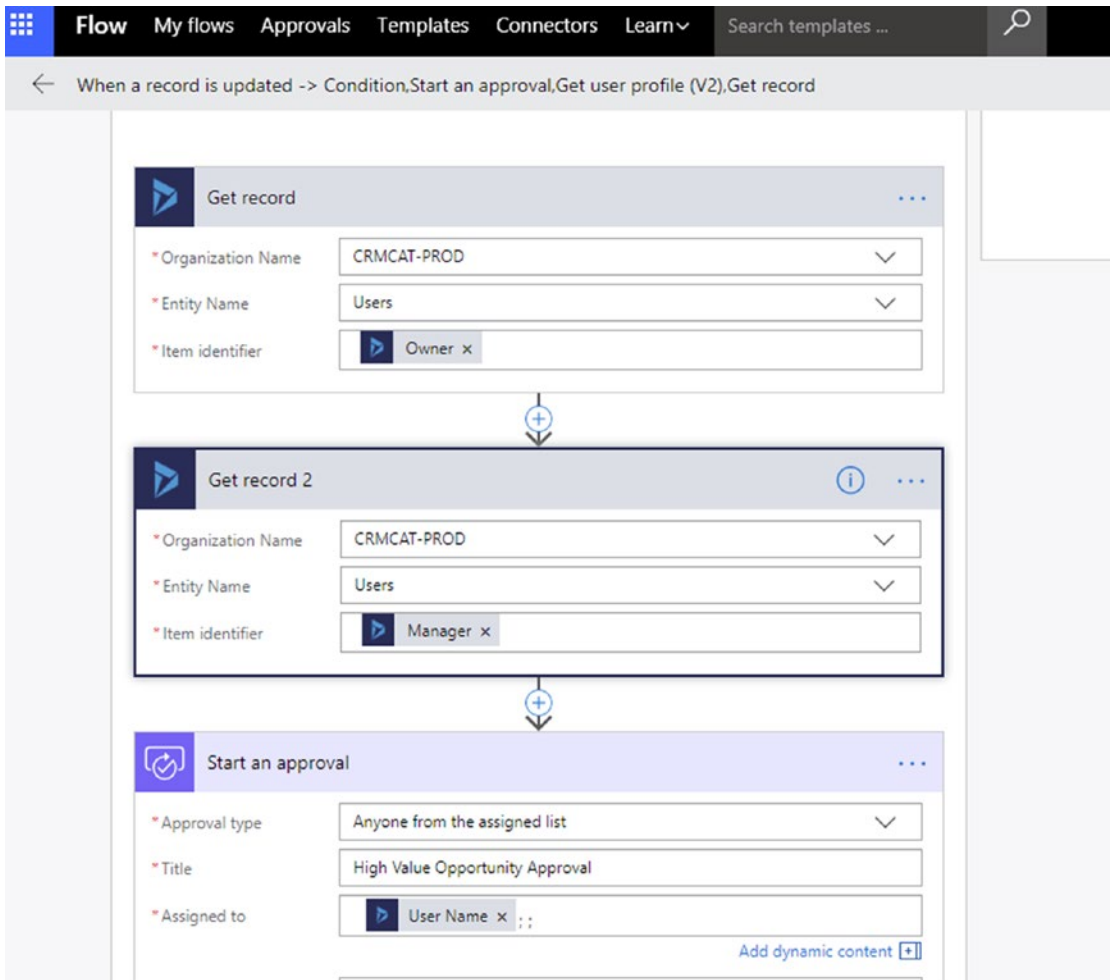 Flow My flows Approvals Templates Connectors Learn Search templates ...
When a record is updated -> Condition,Start an approval,Get user profile (V2),Get record
Get record
* Organization Name CRMCAT-PROD
* Entity Name Users
* Item identifier Owner ×
Get record 2
* Organization Name CRMCAT-PROD
* Entity Name Users
* Item identifier Manager ×
Start an approval
* Approval type Anyone from the assigned list
* Title High Value Opportunity Approval
* Assigned to User Name × ; ;
Add dynamic content